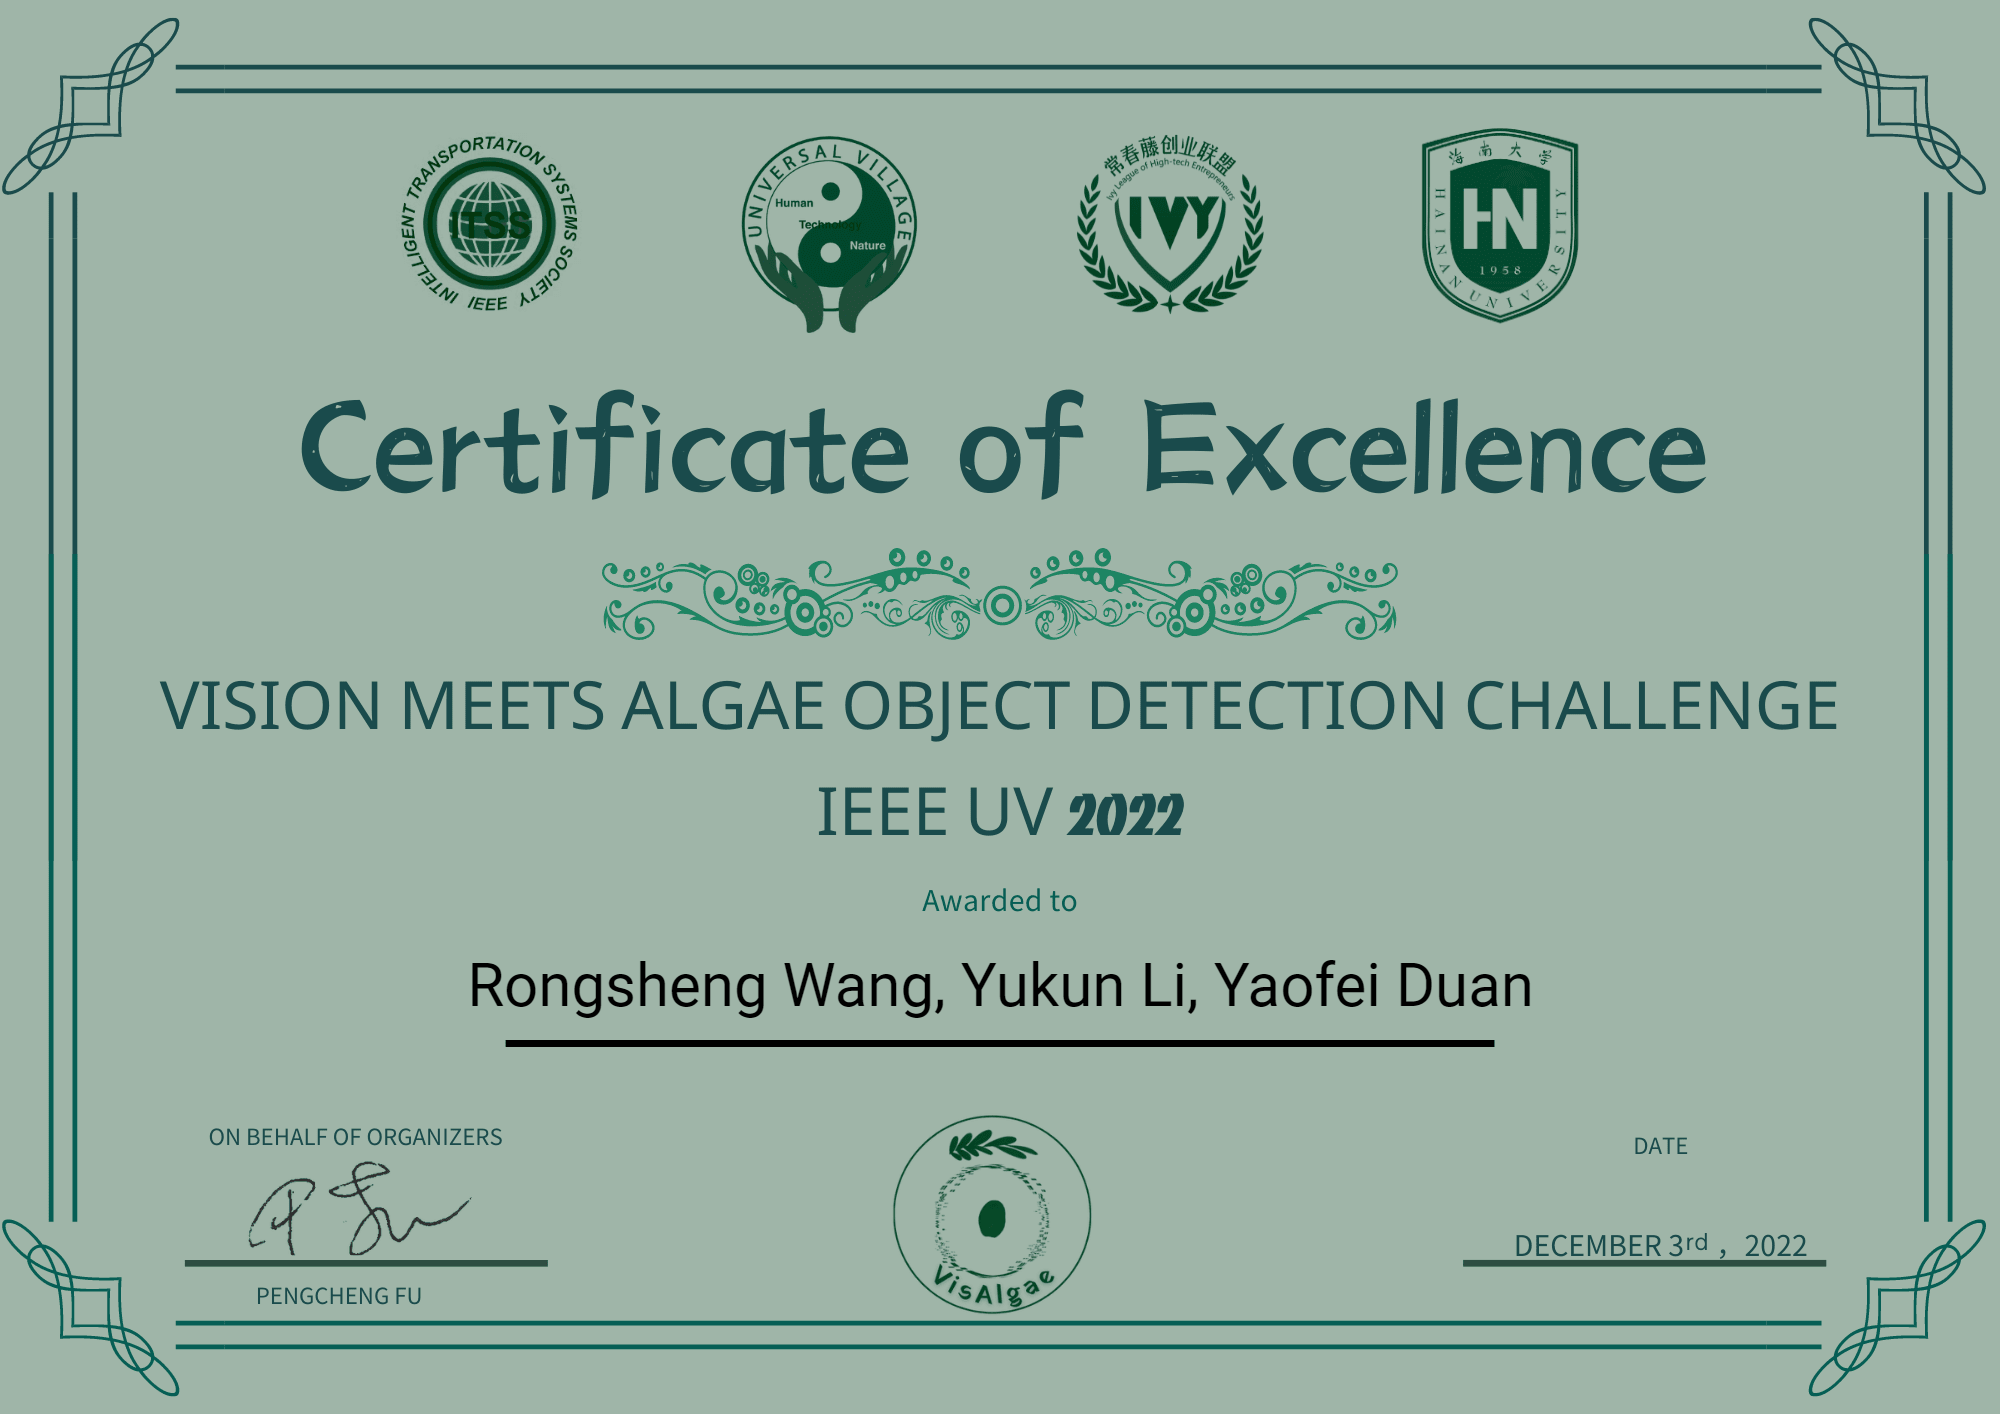 INTELLIGENT TRANSPORTATION SYSTEMS SOCIETY
IEEE
ITSS
UNIVERSAL VILLAGE
Human
Technology
Nature
常春藤创业联盟
Ivy League of High-tech Entrepreneurs
IVY
海南大学
HAINAN UNIVERSITY
HN
1958
Certificate of Excellence
VISION MEETS ALGAE OBJECT DETECTION CHALLENGE
IEEE UV 2022
Awarded to
Rongsheng Wang, Yukun Li, Yaofei Duan
ON BEHALF OF ORGANIZERS
PENGCHENG FU
VisAlgae
DATE
DECEMBER 3rd , 2022